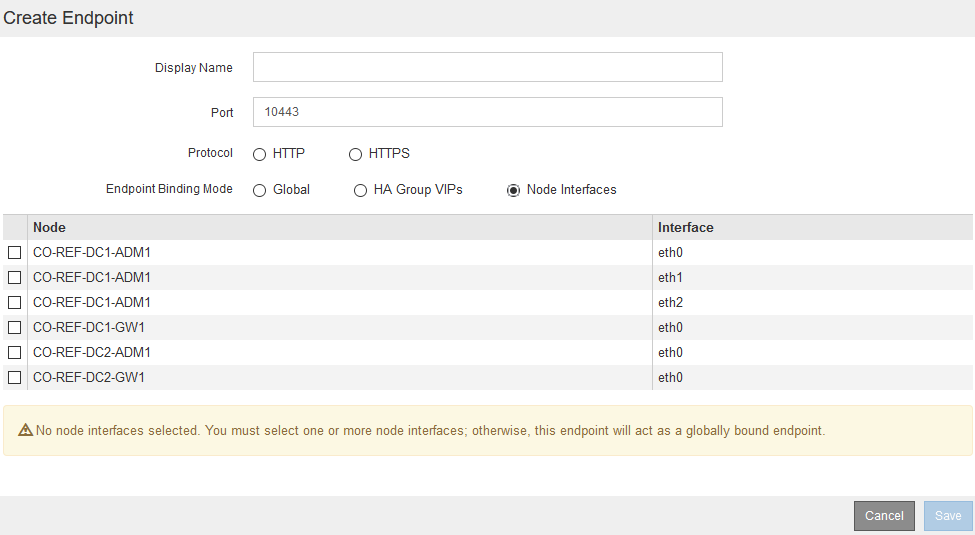 Create Endpoint
Display Name
Port 10443
Protocol HTTP HTTPS
Endpoint Binding Mode Global HA Group VIPs Node Interfaces
Node Interface
CO-REF-DC1-ADM1 eth0
CO-REF-DC1-ADM1 eth1
CO-REF-DC1-ADM1 eth2
CO-REF-DC1-GW1 eth0
CO-REF-DC2-ADM1 eth0
CO-REF-DC2-GW1 eth0
No node interfaces selected. You must select one or more node interfaces; otherwise, this endpoint will act as a globally bound endpoint.
Cancel Save